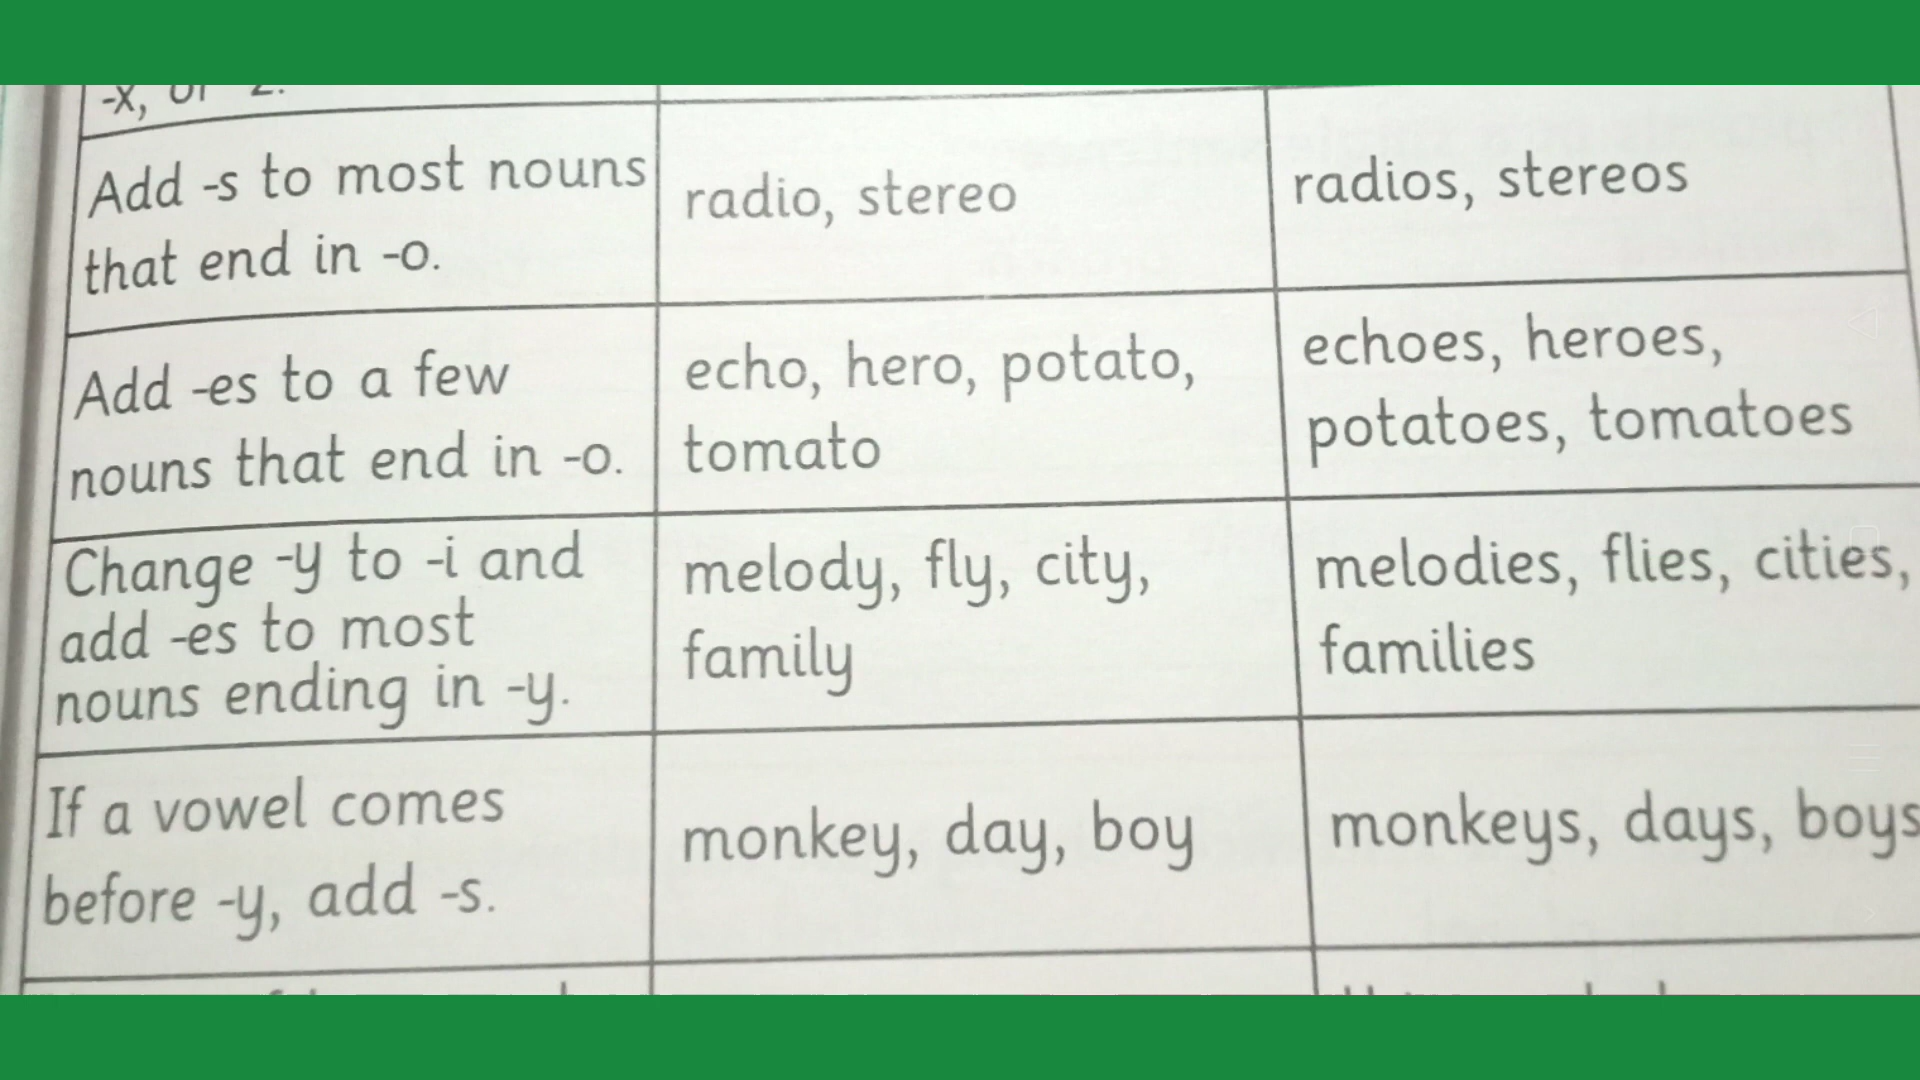 -x, or -z.
Add -s to most nouns
that end in -o.
radio, stereo
radios, stereos
Add -es to a few
nouns that end in -o.
echo, hero, potato,
tomato
echoes, heroes,
potatoes, tomatoes
Change -y to -i and
add -es to most
nouns ending in -y.
melody, fly, city,
family
melodies, flies, cities,
families
If a vowel comes
before -y, add -s.
monkey, day, boy
monkeys, days, boys